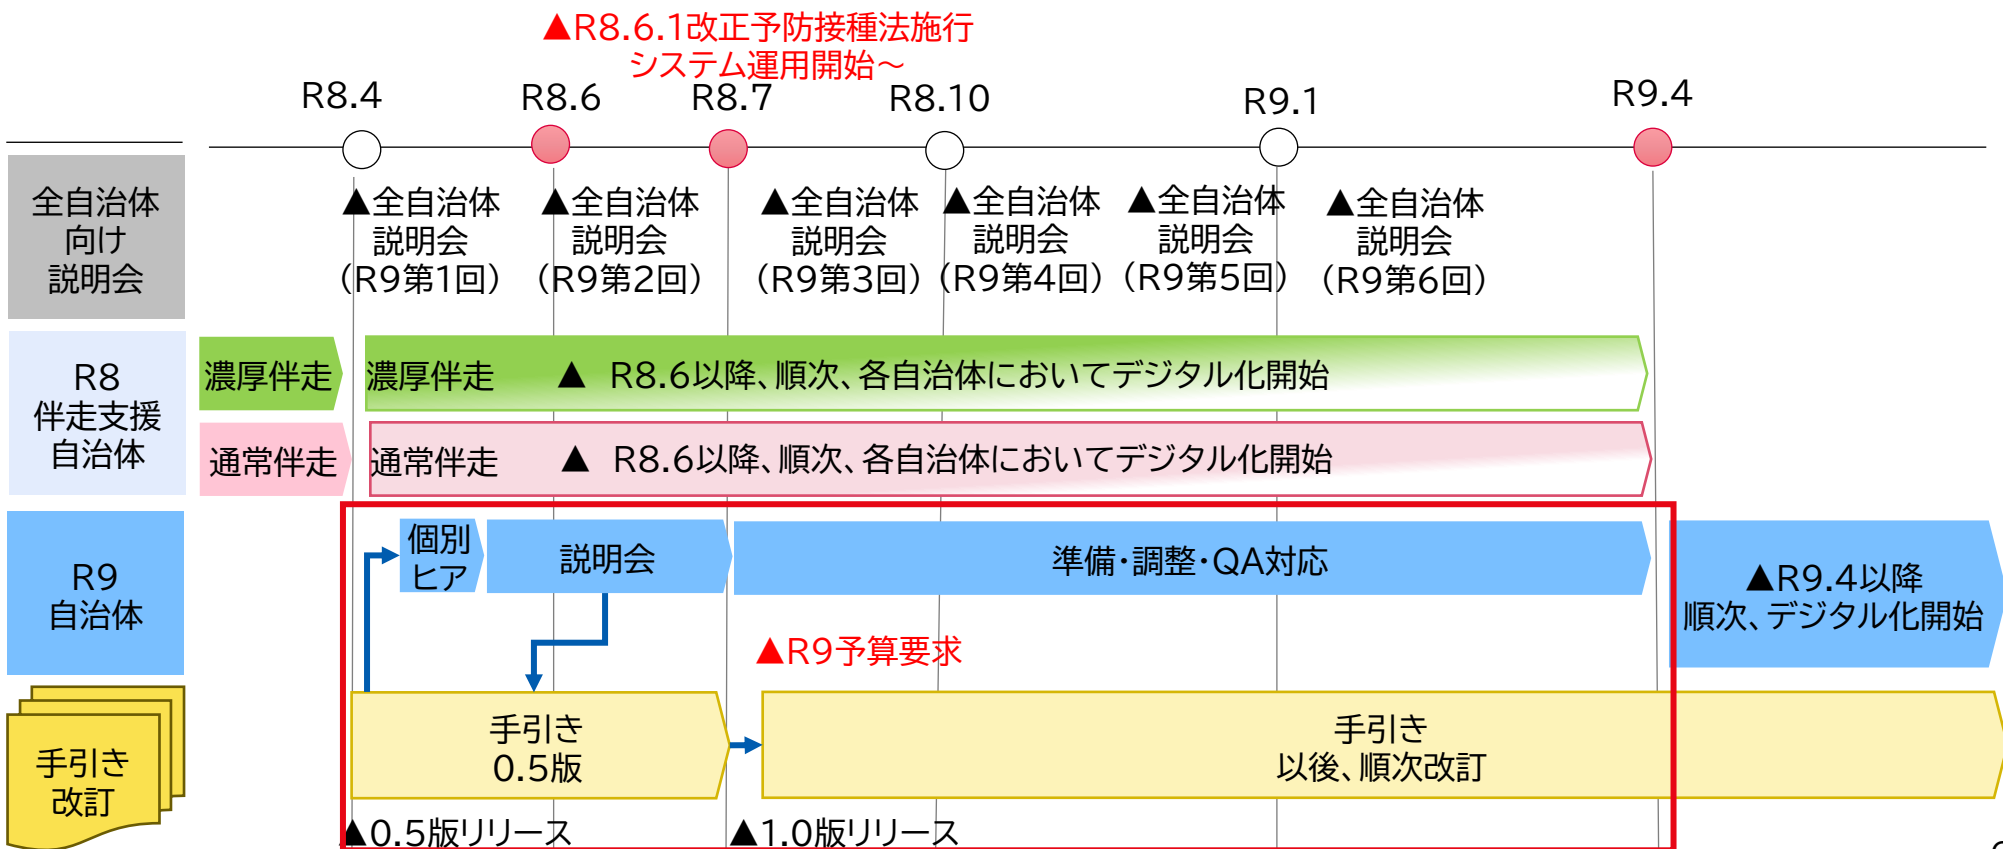 ▲R8.6.1改正予防接種法施行
システム運用開始～
R8.4
R8.6
R8.7
R8.10
R9.1
R9.4
全自治体
向け
説明会
▲全自治体
説明会
（R9第1回）
▲全自治体
説明会
（R9第2回）
▲全自治体
説明会
（R9第3回）
▲全自治体
説明会
（R9第4回）
▲全自治体
説明会
（R9第5回）
▲全自治体
説明会
（R9第6回）
R8
伴走支援
自治体
濃厚伴走
濃厚伴走
▲ R8.6以降、順次、各自治体においてデジタル化開始
通常伴走
通常伴走
▲ R8.6以降、順次、各自治体においてデジタル化開始
R9
自治体
個別
ヒア
説明会
準備・調整・QA対応
▲R9.4以降
順次、デジタル化開始
▲R9予算要求
手引き
改訂
手引き
0.5版
手引き
以後、順次改訂
▲0.5版リリース
▲1.0版リリース